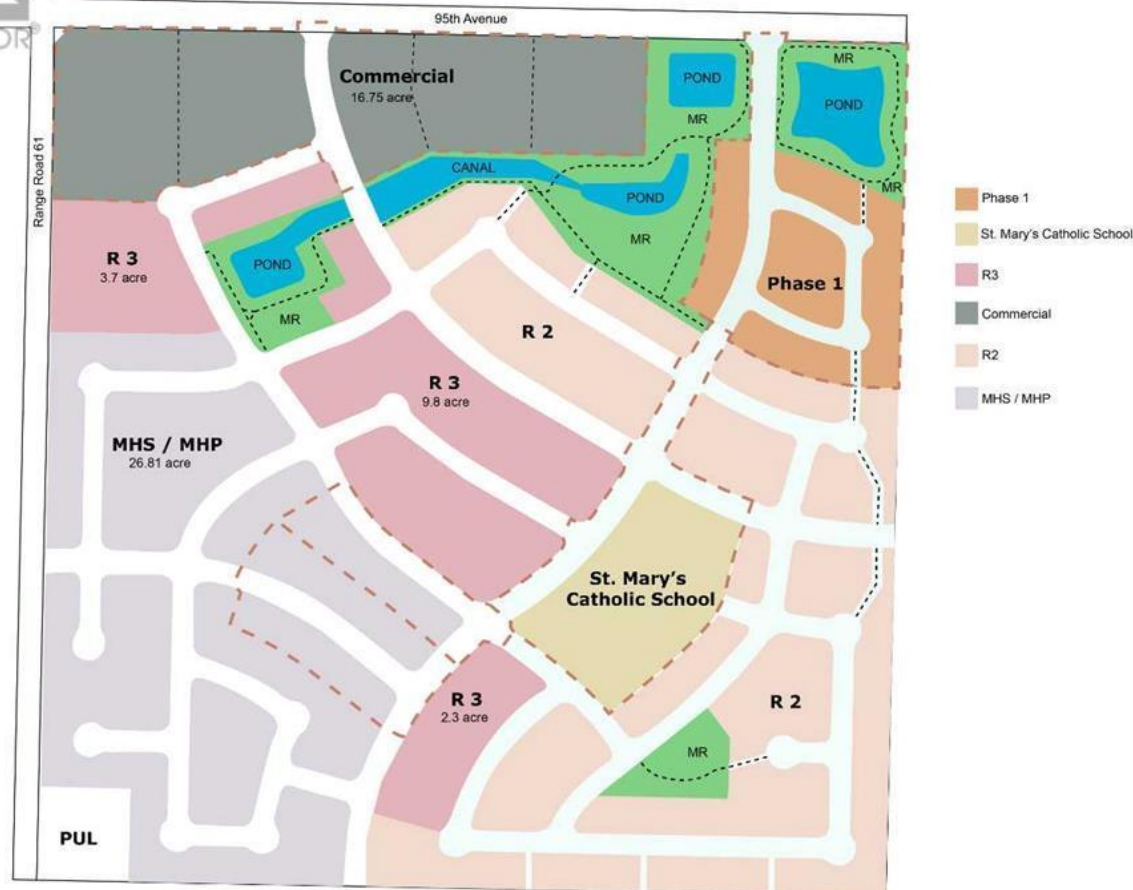 OR®
95th Avenue
Range Road 61
Commercial
16.75 acre
POND
MR
MR
POND
MR
CANAL
POND
MR
R 3
3.7 acre
POND
MR
Phase 1
R 2
R 3
9.8 acre
MHS / MHP
26.81 acre
St. Mary's
Catholic School
R 3
2.3 acre
R 2
MR
PUL
Phase 1
St. Mary's Catholic School
R3
Commercial
R2
MHS / MHP